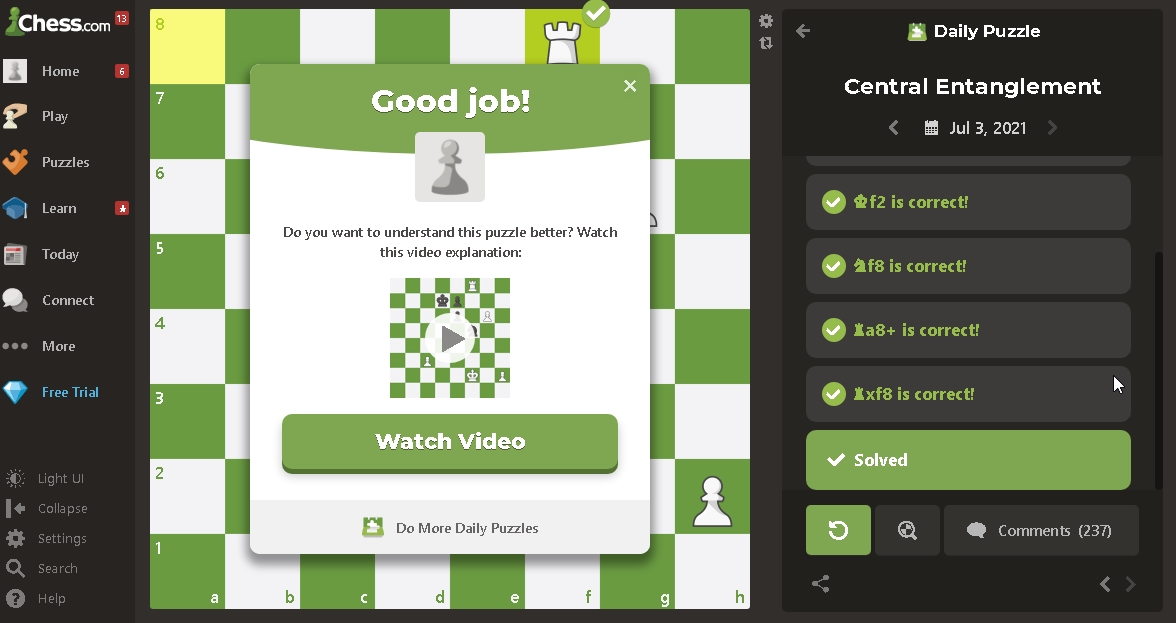 Chess.com
13
Home
6
Play
Puzzles
Learn
Today
Connect
More
Free Trial
Light UI
Collapse
Settings
Search
Help
8
7
6
5
4
3
2
1
a
b
c
d
e
f
g
h
Good job!
Do you want to understand this puzzle better? Watch
this video explanation:
Watch Video
Do More Daily Puzzles
Daily Puzzle
Central Entanglement
Jul 3, 2021
♚f2 is correct!
♞f8 is correct!
♜a8+ is correct!
♜xf8 is correct!
Solved
Comments (237)